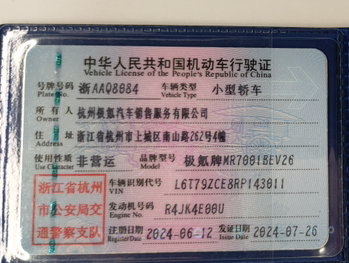 中华人民共和国机动车行驶证
Vehicle License of the People's Republic of China
号牌号码 浙AAQ8084 车辆类型 小型轿车
Plate No. Vehicle Type
所有人 杭州极氪汽车销售服务有限公司
Owner
住址 浙江省杭州市上城区南山路262号4幢
Address
使用性质 非营运 品牌型号 极氪牌MR7001BEV26
Use Character Model
浙江省杭州市公安局交通警察支队
车辆识别代号 L6T79ZCE8RP143011
VIN
发动机号码 R4JK4E00U
Engine No.
注册日期 2024-06-12 发证日期 2024-07-26
Register Date Issue Date